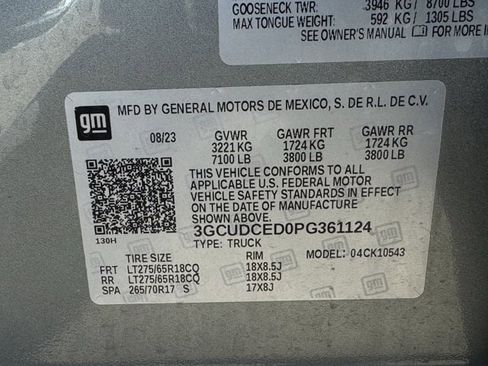 GOOSENECK TWR: 3946 KG/ 8700 LBS
MAX TONGUE WEIGHT: 592 KG/ 1305 LBS
SEE OWNER'S MANUAL FOR MORE IN
gm
MFD BY GENERAL MOTORS DE MEXICO, S. DE R.L. DE C.V.
08/23 GVWR GAWR FRT GAWR RR
3221 KG 1724 KG 1724 KG
7100 LB 3800 LB 3800 LB
THIS VEHICLE CONFORMS TO ALL
APPLICABLE U.S. FEDERAL MOTOR
VEHICLE SAFETY STANDARDS IN EFFECT
ON THE DATE OF MANUFACTURE
SHOWN ABOVE.
3GCUDCED0PG361124
130H
TYPE: TRUCK MODEL: 04CK10543
TIRE SIZE RIM
FRT LT275/65R18CQ 18X8.5J
RR LT275/65R18CQ 18X8.5J
SPA 265/70R17 S 17X8J